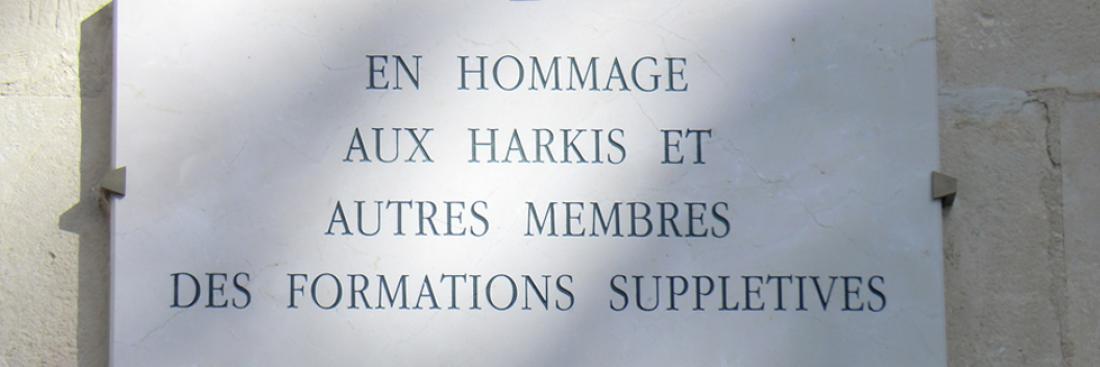 EN HOMMAGE
AUX HARKIS ET
AUTRES MEMBRES
DES FORMATIONS SUPPLETIVES